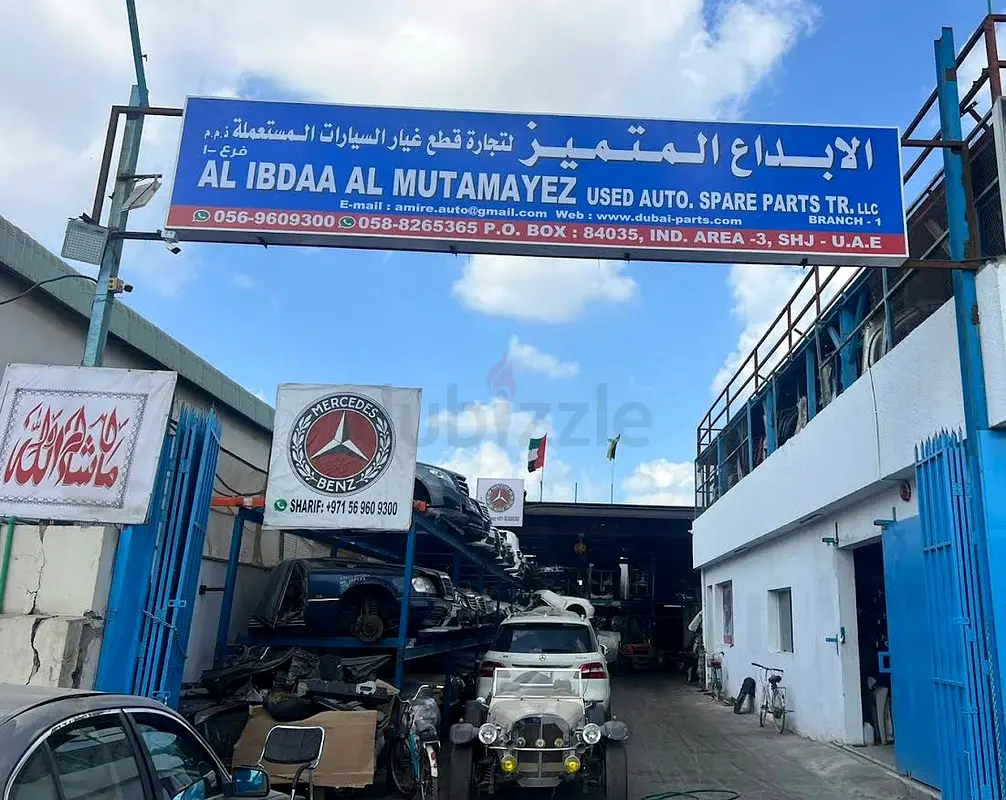 الابداع المتميز لتجارة قطع غيار السيارات المستعملة ذ.م.م
فرع-١
AL IBDAA AL MUTAMAYEZ USED AUTO. SPARE PARTS TR. LLC
E-mail : amire.auto@gmail.com Web : www.dubai-parts.com BRANCH - 1
056-9609300 058-8265365 P.O. BOX : 84035, IND. AREA -3, SHJ - U.A.E
ما شاء الله
MERCEDES
BENZ
SHARIF: +971 56 960 9300
dubizzle